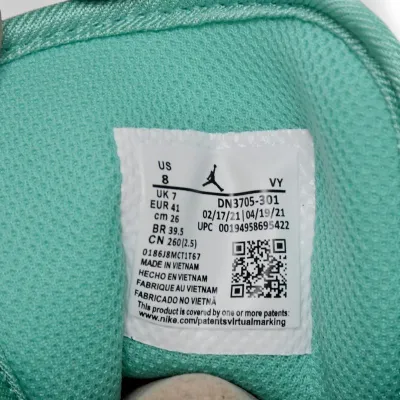 US
8 VY
UK 7 DN3705-301
EUR 41 02/17/21 04/19/21
cm 26 UPC 00194958695422
BR 39.5
CN 260(2.5)
01B6J8MCT1T67
MADE IN VIETNAM
HECHO EN VIETNAM
FABRIQUE AU VIETNAM
FABRICADO NO VIETNÃ
This product is covered by one or more patents:
www.nike.com/patentsvirtualmarking